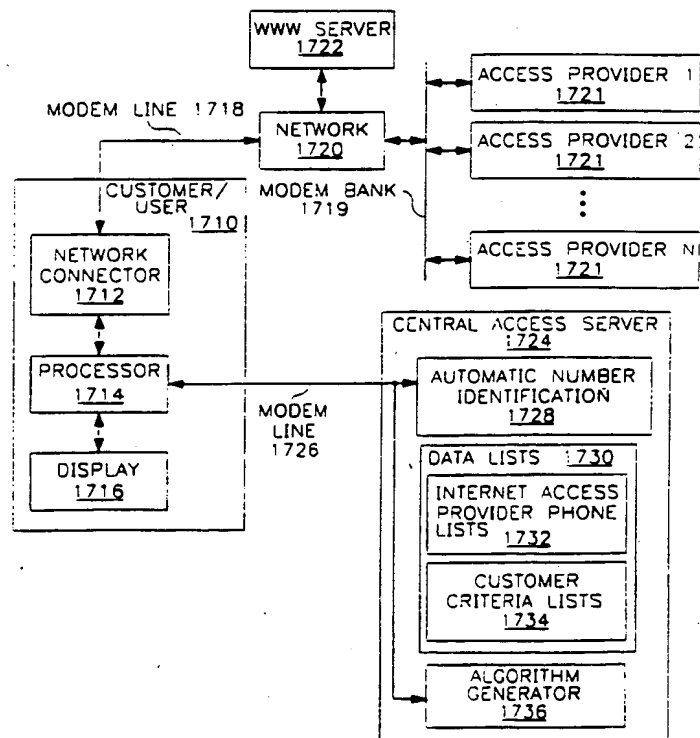 WWW SERVER
1722
MODEM LINE 1718
NETWORK
1720
ACCESS PROVIDER 1
1721
ACCESS PROVIDER 2
1721
MODEM BANK
1719
ACCESS PROVIDER N
1721
CUSTOMER/
USER
1710
NETWORK
CONNECTOR
1712
PROCESSOR
1714
DISPLAY
1716
MODEM
LINE
1726
CENTRAL ACCESS SERVER
1724
AUTOMATIC NUMBER
IDENTIFICATION
1728
DATA LISTS 1730
INTERNET ACCESS
PROVIDER PHONE
LISTS 1732
CUSTOMER
CRITERIA LISTS
1734
ALGORITHM
GENERATOR
1736